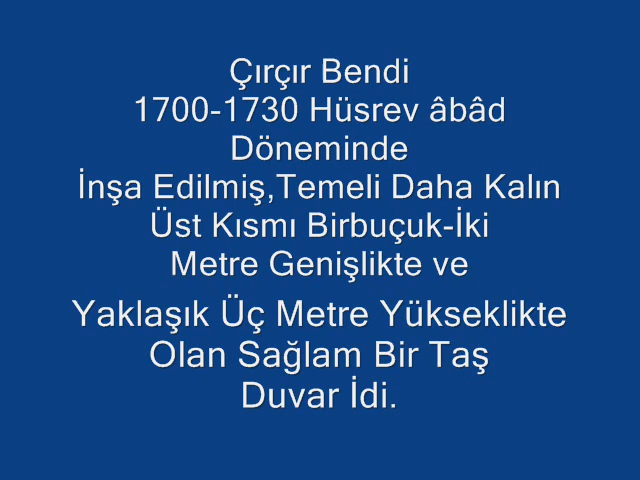 Çırçır Bendi
1700-1730 Hüsrev âbâd
Döneminde
İnşa Edilmiş,Temeli Daha Kalın
Üst Kısmı Birbuçuk-İki
Metre Genişlikte ve
Yaklaşık Üç Metre Yükseklikte
Olan Sağlam Bir Taş
Duvar İdi.